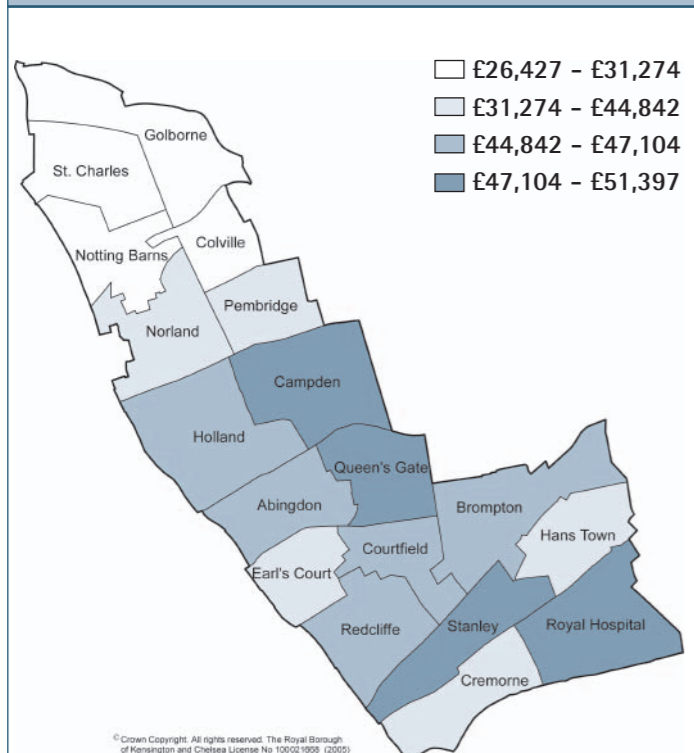 £26,427 - £31,274
£31,274 - £44,842
£44,842 - £47,104
£47,104 - £51,397
Golborne
St. Charles
Colville
Notting Barns
Pembridge
Norland
Campden
Holland
Queen's Gate
Abingdon
Brompton
Hans Town
Courtfield
Earl's Court
Redcliffe
Stanley
Royal Hospital
Cremorne
© Crown Copyright. All rights reserved. The Royal Borough
of Kensington and Chelsea License No 100021668 (2005)